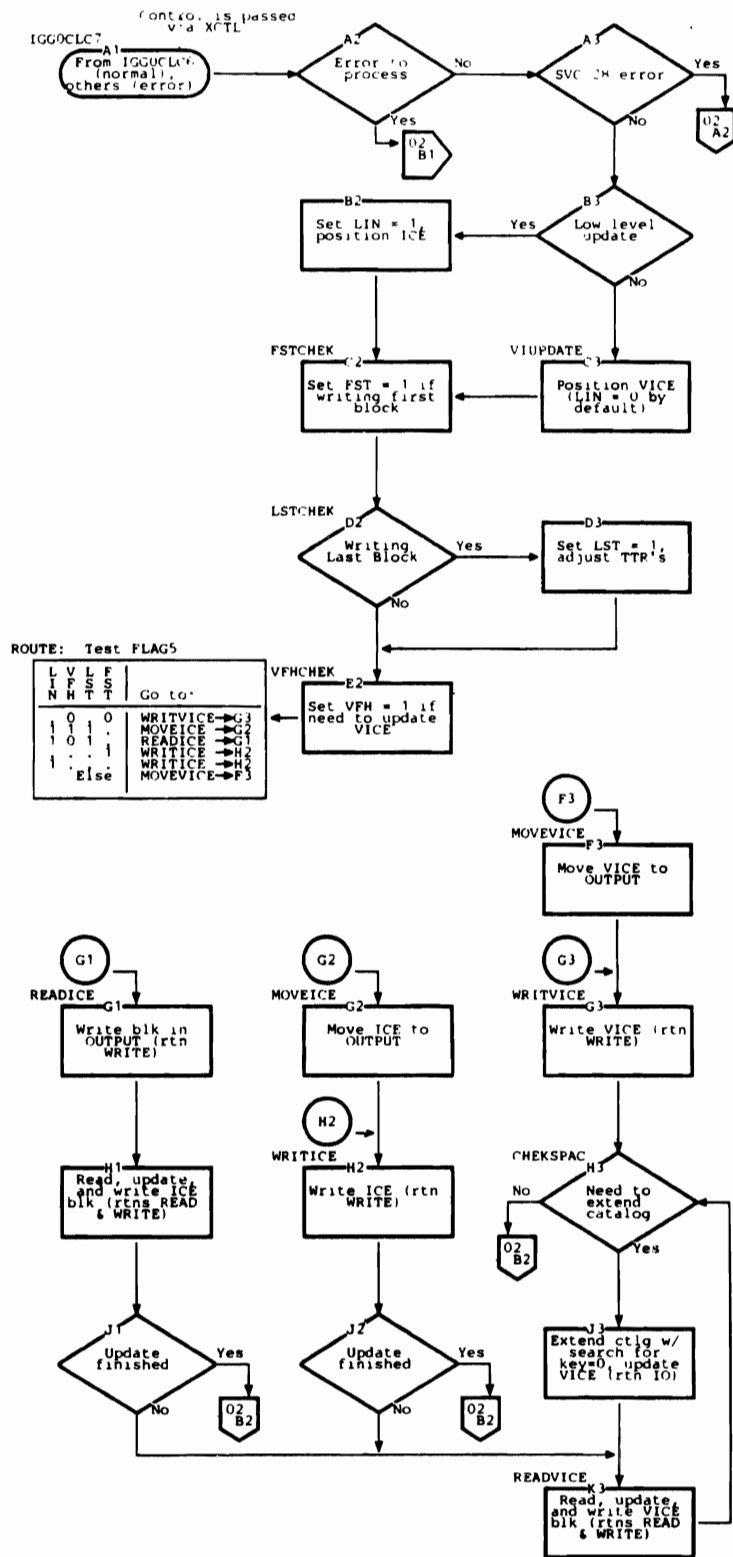 Control is passed
via XCTL
IGG0CLC7
A1
From IGG0CLC6
(normal),
others (error)
A2
Error to
process
No
Yes
02
B1
A3
SVC 28 error
Yes
02
A2
No
B2
Set LIN = 1,
position ICE
Yes
B3
Low level
update
No
FSTCHEK
C2
Set FST = 1 if
writing first
block
VIUPDATE
C3
Position VICE
(LIN = 0 by
default)
LSTCHEK
D2
Writing
Last Block
Yes
No
D3
Set LST = 1,
adjust TTR's
ROUTE: Test FLAG5
L V L F
I F S S
N H T T Go to:
. 0 . 0 WRITVICE→G3
1 1 1 . MOVEICE→G2
1 0 1 . READICE→G1
. . . 1 WRITICE→H2
1 . . . WRITICE→H2
Else MOVEVICE→F3
VFHCHEK
E2
Set VFH = 1 if
need to update
VICE
F3
MOVEVICE
F3
Move VICE to
OUTPUT
G1
READICE
G1
Write blk in
OUTPUT (rtn
WRITE)
G2
MOVEICE
G2
Move ICE to
OUTPUT
G3
WRITVICE
G3
Write VICE (rtn
WRITE)
H1
Read, update,
and write ICE
blk (rtns READ
& WRITE)
H2
WRITICE
H2
Write ICE (rtn
WRITE)
CHEKSPAC
H3
Need to
extend
catalog
No
02
B2
Yes
J1
Update
finished
Yes
02
B2
No
J2
Update
finished
Yes
02
B2
No
J3
Extend ctlg w/
search for
key=0, update
VICE (rtn IO)
READVICE
K3
Read, update,
and write VICE
blk (rtns READ
& WRITE)